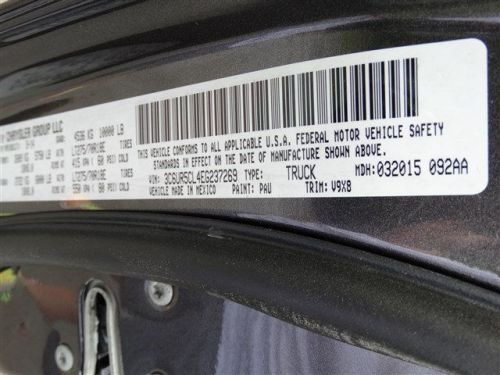 CHRYSLER GROUP LLC
4536 KG 10000 LB
LT275/70R18E TIRES
415 KPA ( 60 PSI COLD
LT275/70R18E TIRES
550 KPA ( 80 PSI COLD
THIS VEHICLE CONFORMS TO ALL APPLICABLE U.S.A. FEDERAL MOTOR VEHICLE SAFETY
STANDARDS IN EFFECT ON THE DATE OF MANUFACTURE SHOWN ABOVE.
VIN: 3C6UR5CL4EG237269 TYPE: TRUCK MDH:032015 092AA
VEHICLE MADE IN MEXICO PAINT: PAU TRIM: V9X8